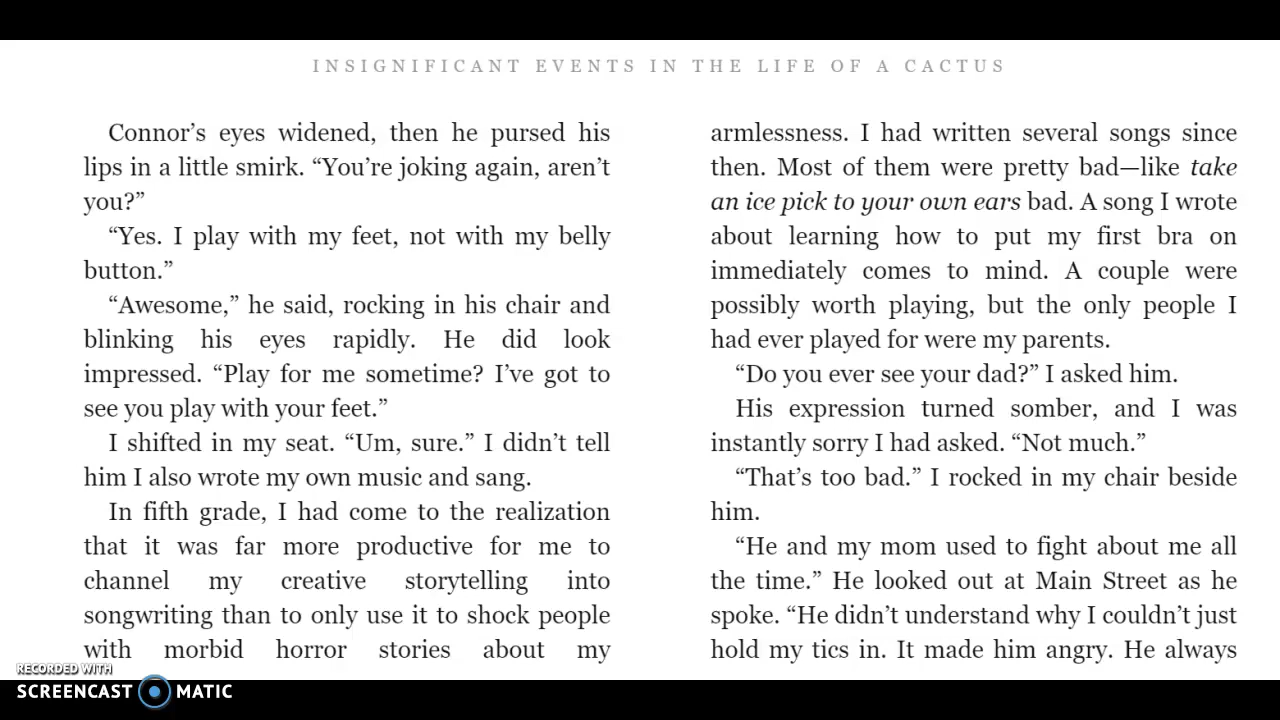 INSIGNIFICANT EVENTS IN THE LIFE OF A CACTUS
Connor’s eyes widened, then he pursed his
lips in a little smirk. “You’re joking again, aren’t
you?”
“Yes. I play with my feet, not with my belly
button.”
“Awesome,” he said, rocking in his chair and
blinking his eyes rapidly. He did look
impressed. “Play for me sometime? I’ve got to
see you play with your feet.”
I shifted in my seat. “Um, sure.” I didn’t tell
him I also wrote my own music and sang.
In fifth grade, I had come to the realization
that it was far more productive for me to
channel my creative storytelling into
songwriting than to only use it to shock people
with morbid horror stories about my
armlessness. I had written several songs since
then. Most of them were pretty bad—like take
an ice pick to your own ears bad. A song I wrote
about learning how to put my first bra on
immediately comes to mind. A couple were
possibly worth playing, but the only people I
had ever played for were my parents.
“Do you ever see your dad?” I asked him.
His expression turned somber, and I was
instantly sorry I had asked. “Not much.”
“That’s too bad.” I rocked in my chair beside
him.
“He and my mom used to fight about me all
the time.” He looked out at Main Street as he
spoke. “He didn’t understand why I couldn’t just
hold my tics in. It made him angry. He always
RECORDED WITH
SCREENCAST MATIC